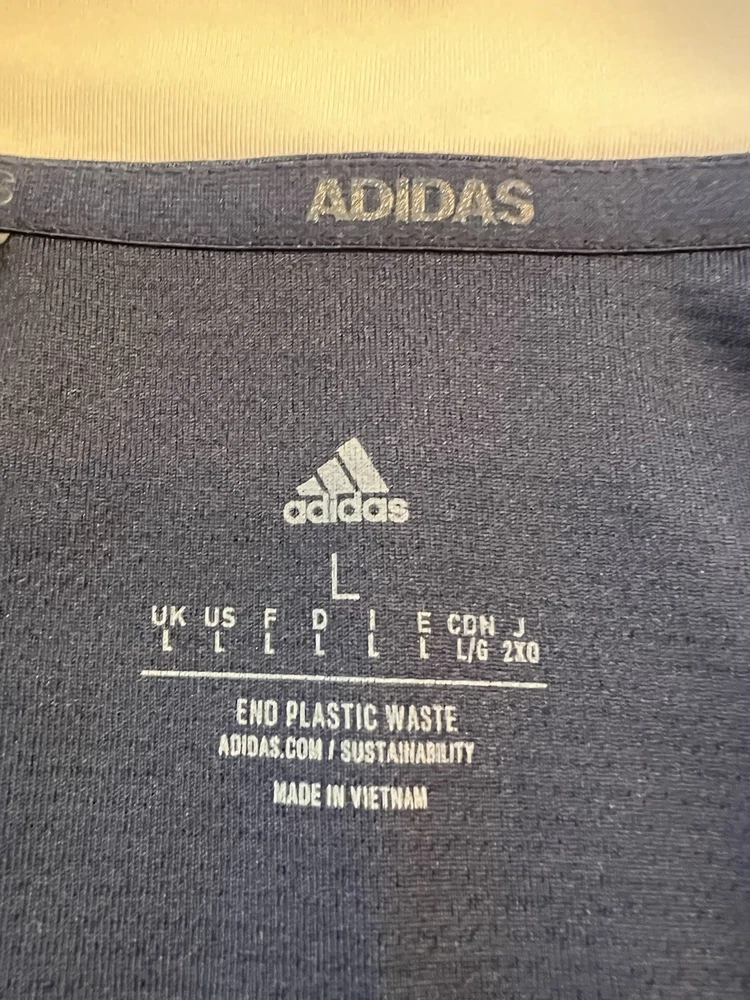 ADIDAS
adidas
L
UK US F D I E CDN J
L L L L L L L/G 2XO
END PLASTIC WASTE
ADIDAS.COM / SUSTAINABILITY
MADE IN VIETNAM